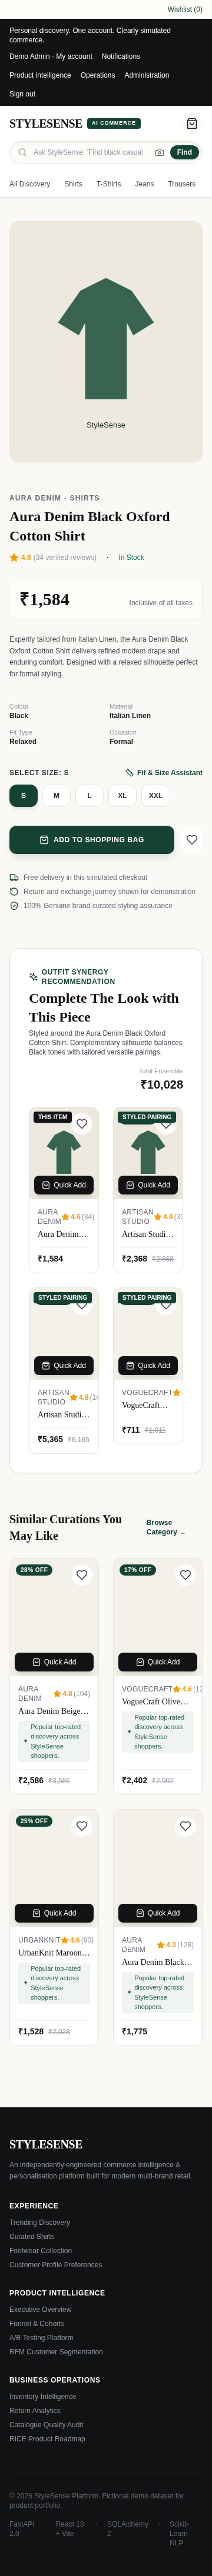 Wishlist (0)
Personal discovery. One account. Clearly simulated
commerce.
Demo Admin · My account Notifications
Product intelligence Operations Administration
Sign out
STYLESENSE AI COMMERCE
Ask StyleSense: 'Find black casual Find
All Discovery Shirts T-Shirts Jeans Trousers
StyleSense
AURA DENIM · SHIRTS
Aura Denim Black Oxford
Cotton Shirt
4.6 (34 verified reviews) · In Stock
₹1,584 Inclusive of all taxes
Expertly tailored from Italian Linen, the Aura Denim Black
Oxford Cotton Shirt delivers refined modern drape and
enduring comfort. Designed with a relaxed silhouette perfect
for formal styling.
Colour Material
Black Italian Linen
Fit Type Occasion
Relaxed Formal
SELECT SIZE: S Fit & Size Assistant
S M L XL XXL
ADD TO SHOPPING BAG
Free delivery in this simulated checkout
Return and exchange journey shown for demonstration
100% Genuine brand curated styling assurance
OUTFIT SYNERGY
RECOMMENDATION
Complete The Look with
This Piece
Styled around the Aura Denim Black Oxford
Cotton Shirt. Complementary silhouette balances
Black tones with tailored versatile pairings.
Total Ensemble
₹10,028
THIS ITEM STYLED PAIRING
Quick Add Quick Add
AURA
DENIM 4.6 (34) ARTISAN
STUDIO 4.9 (39
Aura Denim… Artisan Studi…
₹1,584 ₹2,368 ₹2,668
STYLED PAIRING STYLED PAIRING
Quick Add Quick Add
ARTISAN
STUDIO 4.8 (14 VOGUECRAFT
Artisan Studi… VogueCraft…
₹5,365 ₹6,165 ₹711 ₹1,011
Similar Curations You
May Like
Browse
Category →
28% OFF 17% OFF
Quick Add Quick Add
AURA
DENIM 4.8 (104) VOGUECRAFT 4.6 (12
Aura Denim Beige… VogueCraft Olive…
Popular top-rated
discovery across
StyleSense
shoppers.
Popular top-rated
discovery across
StyleSense
shoppers.
₹2,586 ₹3,586 ₹2,402 ₹2,902
25% OFF
Quick Add Quick Add
URBANKNIT 4.8 (90) AURA
DENIM 4.3 (128)
UrbanKnit Maroon… Aura Denim Black…
Popular top-rated
discovery across
StyleSense
shoppers.
Popular top-rated
discovery across
StyleSense
shoppers.
₹1,528 ₹2,028 ₹1,775
STYLESENSE
An independently engineered commerce intelligence &
personalisation platform built for modern multi-brand retail.
EXPERIENCE
Trending Discovery
Curated Shirts
Footwear Collection
Customer Profile Preferences
PRODUCT INTELLIGENCE
Executive Overview
Funnel & Cohorts
A/B Testing Platform
RFM Customer Segmentation
BUSINESS OPERATIONS
Inventory Intelligence
Return Analytics
Catalogue Quality Audit
RICE Product Roadmap
© 2026 StyleSense Platform. Fictional demo dataset for
product portfolio.
FastAPI
2.0 · React 18
+ Vite · SQLAlchemy
2 · Scikit-
Learn
NLP